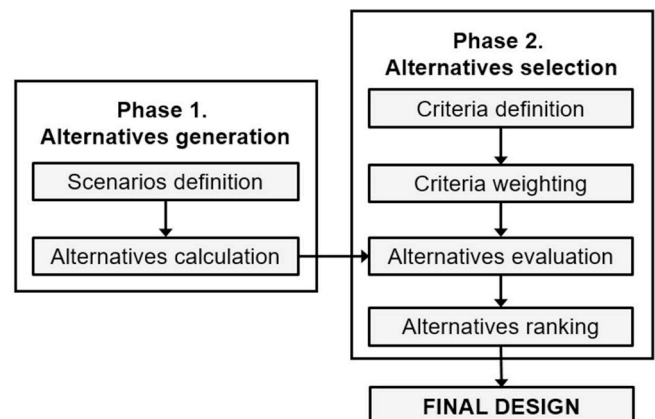 Phase 1.
Alternatives generation
Scenarios definition
Alternatives calculation
Phase 2.
Alternatives selection
Criteria definition
Criteria weighting
Alternatives evaluation
Alternatives ranking
FINAL DESIGN